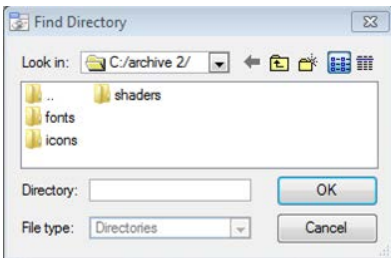 Find Directory
Look in: C:/archive 2/
.. shaders
fonts
icons
Directory: OK
File type: Directories Cancel